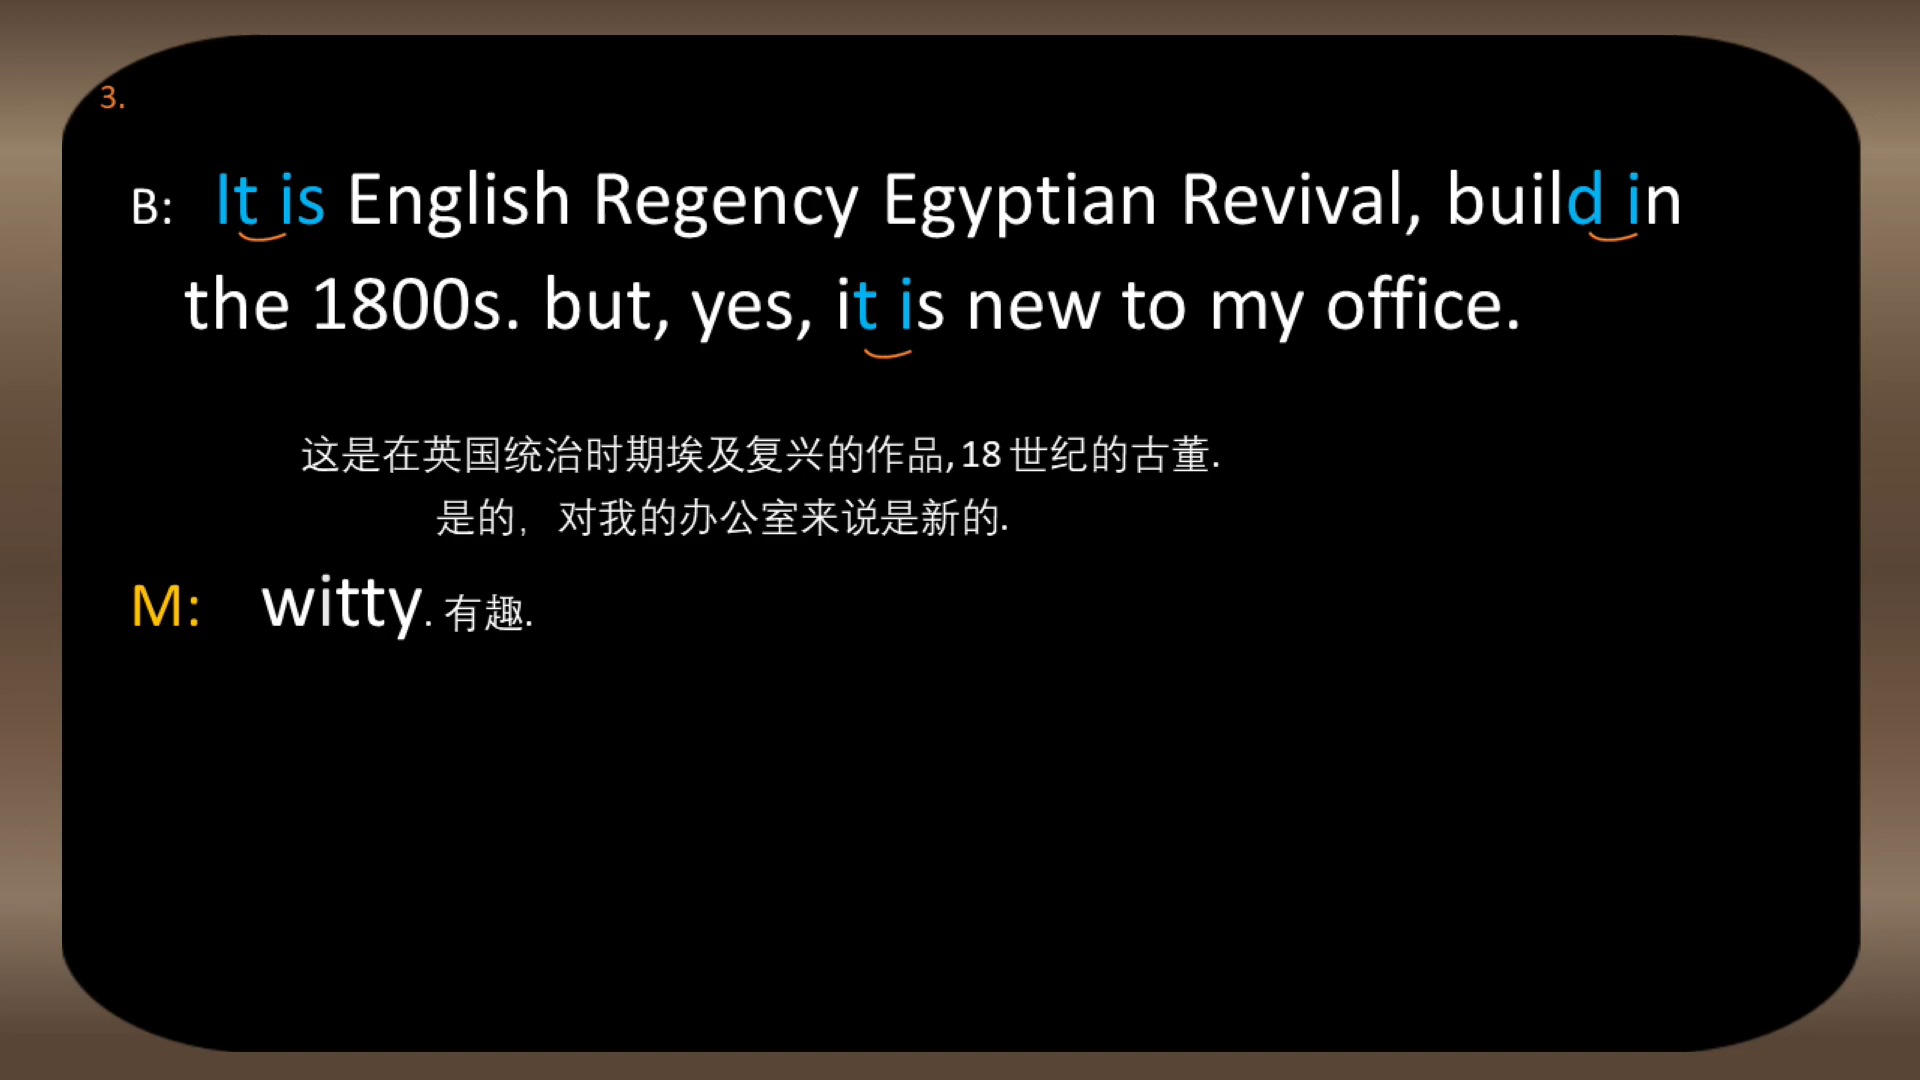 3.
B: It is English Regency Egyptian Revival, build in
the 1800s. but, yes, it is new to my office.
这是在英国统治时期埃及复兴的作品,18 世纪的古董.
是的, 对我的办公室来说是新的.
M: witty. 有趣.